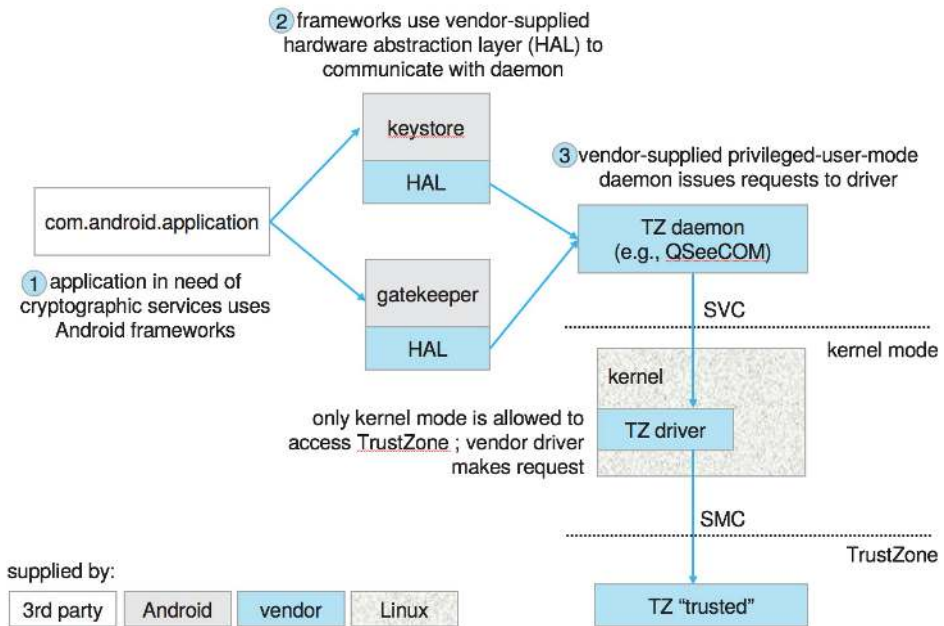 2 frameworks use vendor-supplied
hardware abstraction layer (HAL) to
communicate with daemon
keystore
HAL
3 vendor-supplied privileged-user-mode
daemon issues requests to driver
com.android.application
TZ daemon
(e.g., QSeeCOM)
1 application in need of
cryptographic services uses
Android frameworks
gatekeeper
HAL
SVC
kernel mode
kernel
only kernel mode is allowed to
access TrustZone ; vendor driver
makes request
TZ driver
SMC
TrustZone
supplied by:
3rd party
Android
vendor
Linux
TZ “trusted”